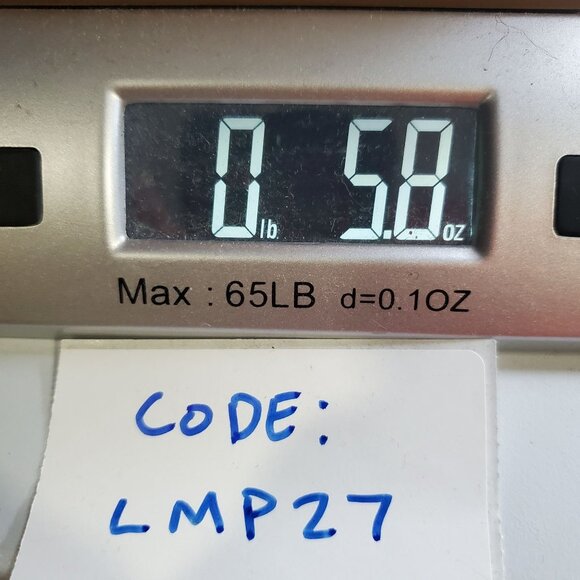 0 lb 5.8 oz
Max : 65LB d=0.1OZ
CODE:
LMP27